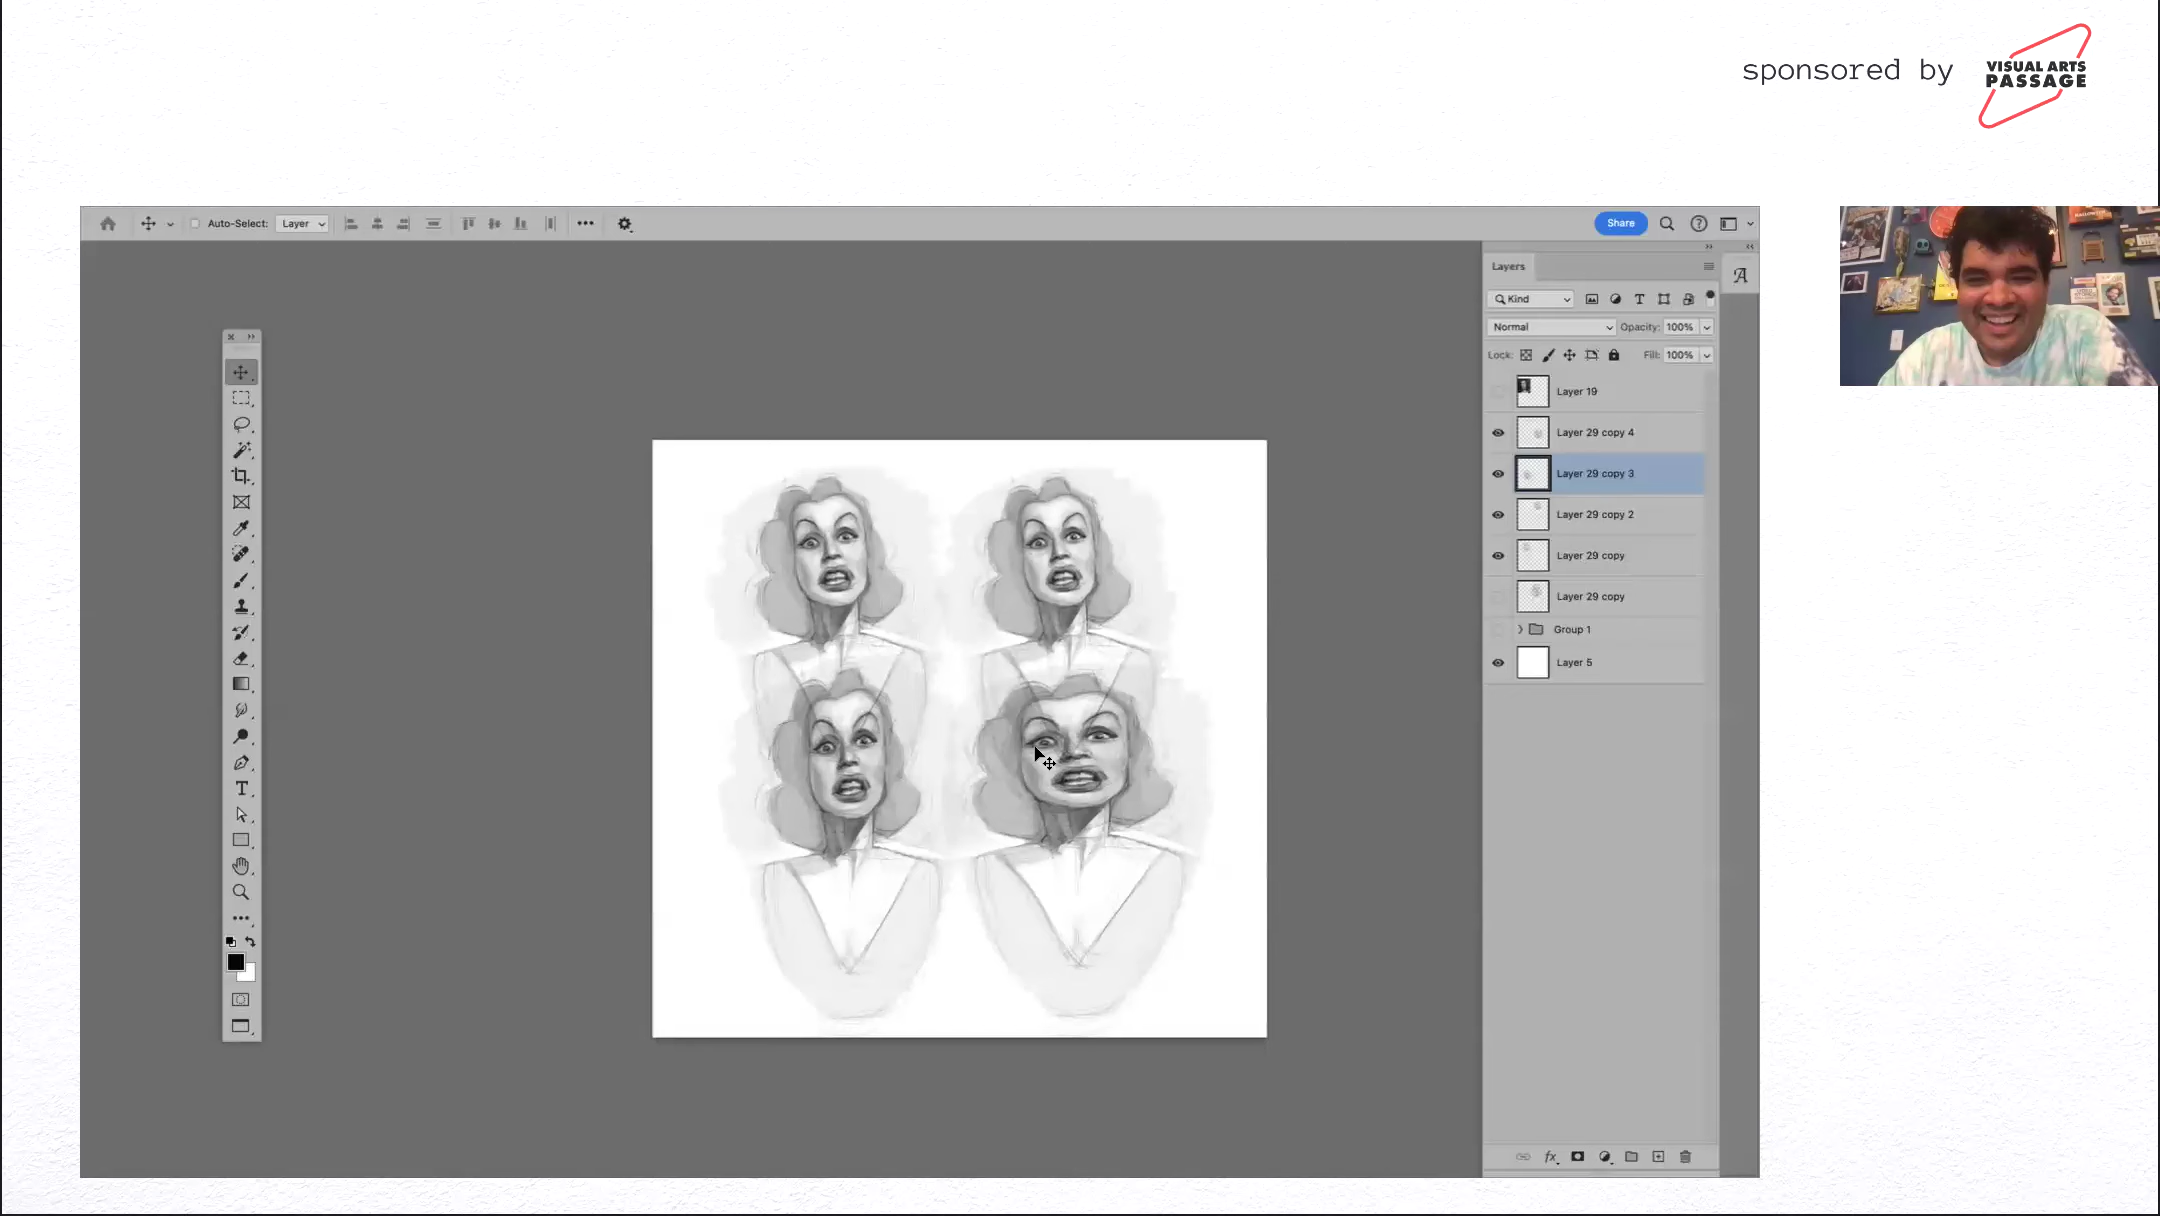 sponsored by
VISUAL ARTS
PASSAGE
Auto-Select: Layer
Share
Layers
Kind
Normal Opacity: 100%
Lock: Fill: 100%
Layer 19
Layer 29 copy 4
Layer 29 copy 3
Layer 29 copy 2
Layer 29 copy
Layer 29 copy
Group 1
Layer 5
fx